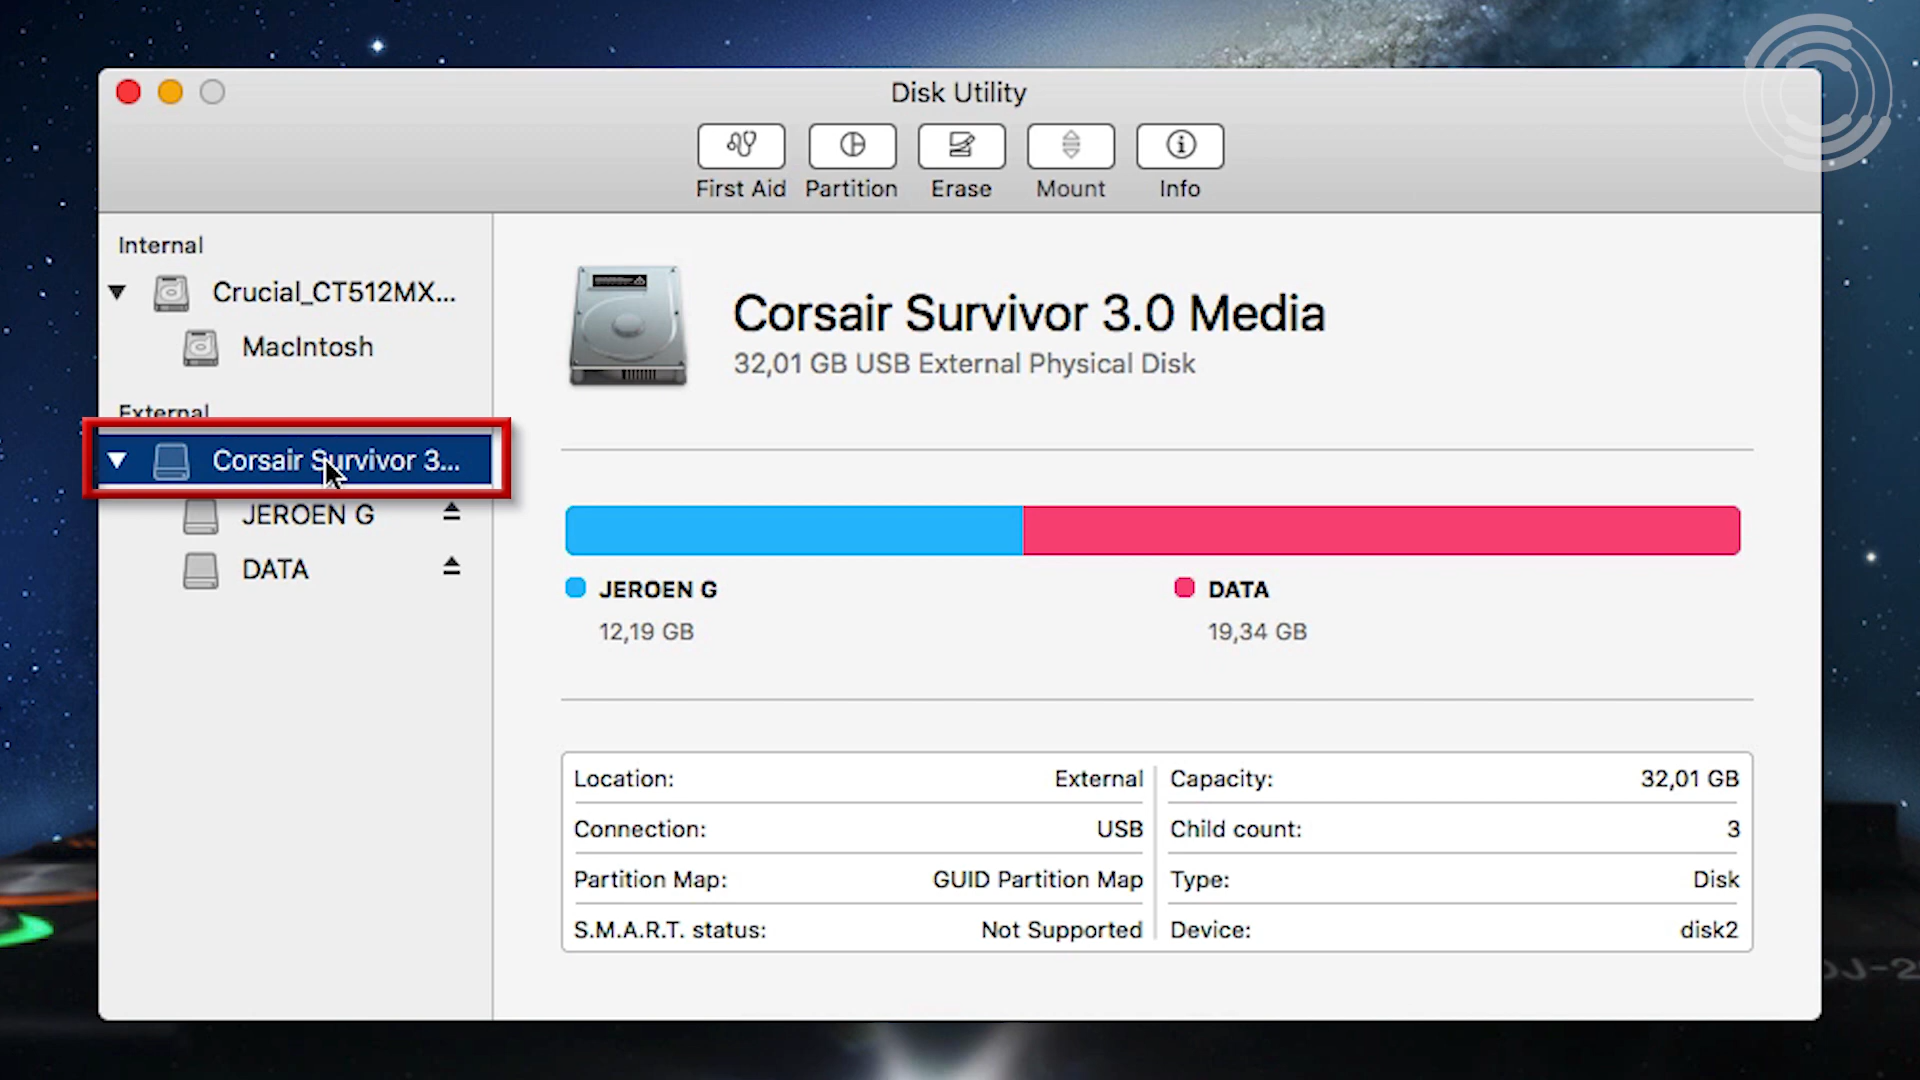 Disk Utility
First Aid
Partition
Erase
Mount
Info
Internal
Crucial_CT512MX...
MacIntosh
External
Corsair Survivor 3...
JEROEN G
DATA
Corsair Survivor 3.0 Media
32,01 GB USB External Physical Disk
JEROEN G
12,19 GB
DATA
19,34 GB
Location: External
Connection: USB
Partition Map: GUID Partition Map
S.M.A.R.T. status: Not Supported
Capacity: 32,01 GB
Child count: 3
Type: Disk
Device: disk2